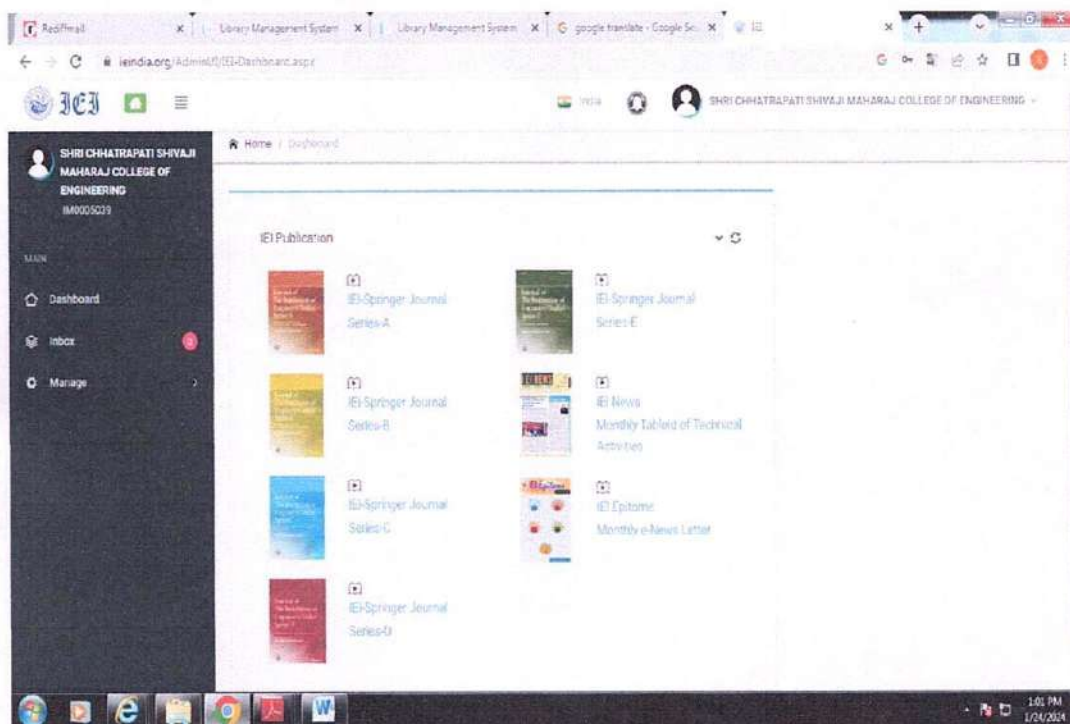 Rediffmail
Library Management System
Library Management System
google translate - Google Se
ieindia.org/AdminUI/IEI-Dashboard.aspx
IEI
India
SHRI CHHATRAPATI SHIVAJI MAHARAJ COLLEGE OF ENGINEERING
SHRI CHHATRAPATI SHIVAJI
MAHARAJ COLLEGE OF
ENGINEERING
IM0005039
Home / Dashboard
MAIN
Dashboard
Inbox
Manage
IEI Publication
IEI-Springer Journal
Series-A
IEI-Springer Journal
Series-B
IEI-Springer Journal
Series-C
IEI-Springer Journal
Series-D
IEI-Springer Journal
Series-E
IEI News
Monthly Tabloid of Technical
Activities
IEI Epitome
Monthly e-News Letter
1:01 PM
1/24/2024